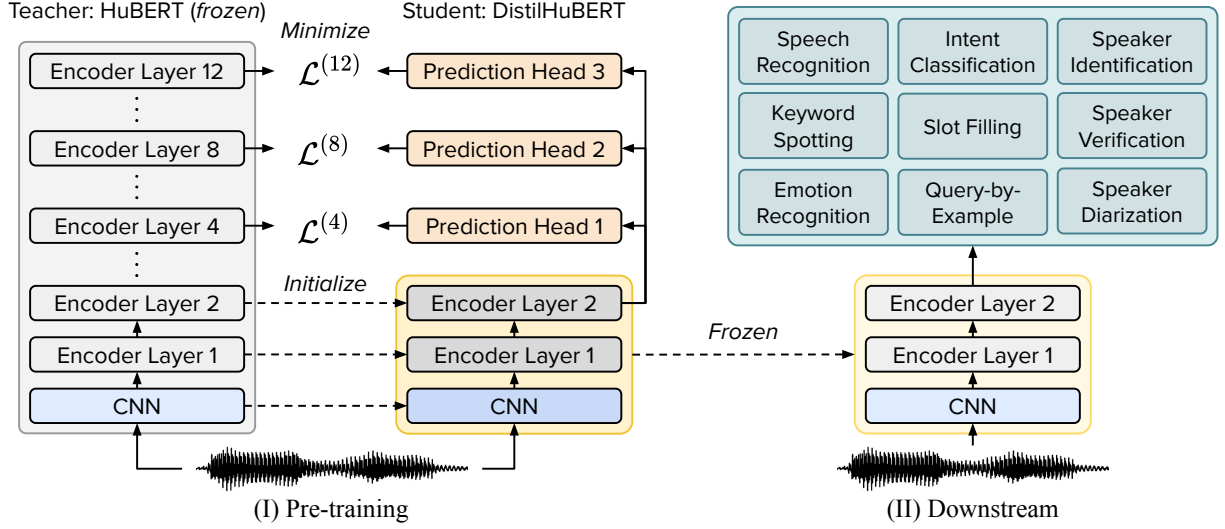 Teacher: HuBERT (frozen)
Minimize
Student: DistilHuBERT
Encoder Layer 12
ℒ(12)
Prediction Head 3
Encoder Layer 8
ℒ(8)
Prediction Head 2
Encoder Layer 4
ℒ(4)
Prediction Head 1
Encoder Layer 2
Initialize
Encoder Layer 2
Encoder Layer 1
Encoder Layer 1
CNN
CNN
(I) Pre-training
Frozen
Speech
Recognition
Intent
Classification
Speaker
Identification
Keyword
Spotting
Slot Filling
Speaker
Verification
Emotion
Recognition
Query-by-
Example
Speaker
Diarization
Encoder Layer 2
Encoder Layer 1
CNN
(II) Downstream